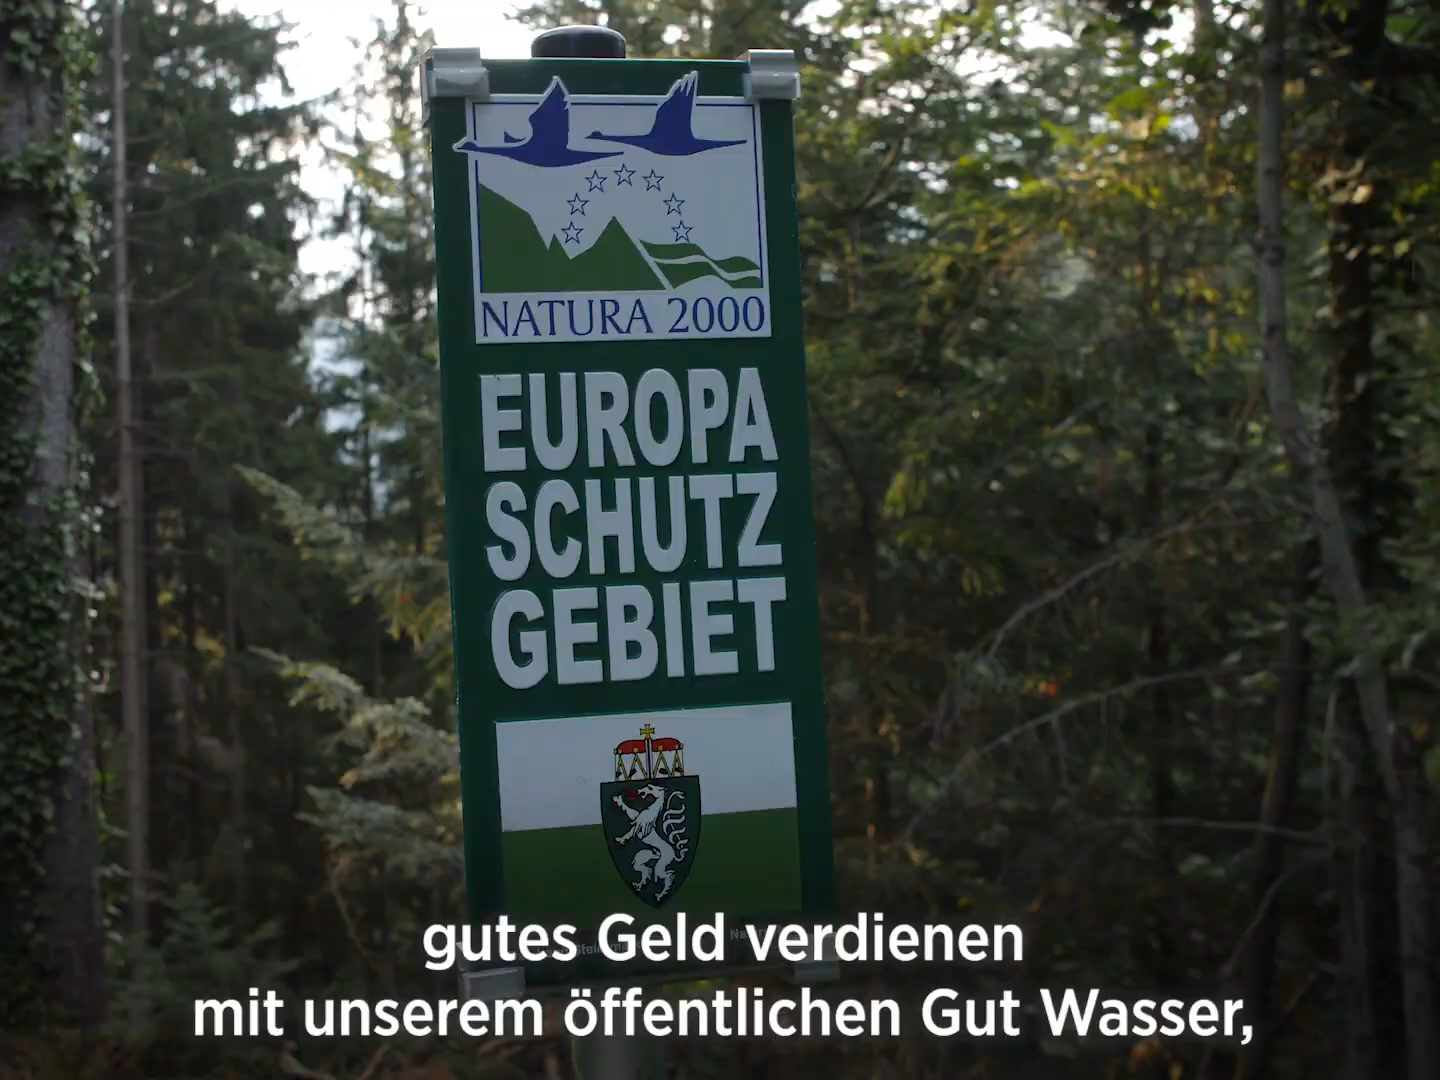 NATURA 2000
EUROPA
SCHUTZ
GEBIET
gutes Geld verdienen
mit unserem öffentlichen Gut Wasser,